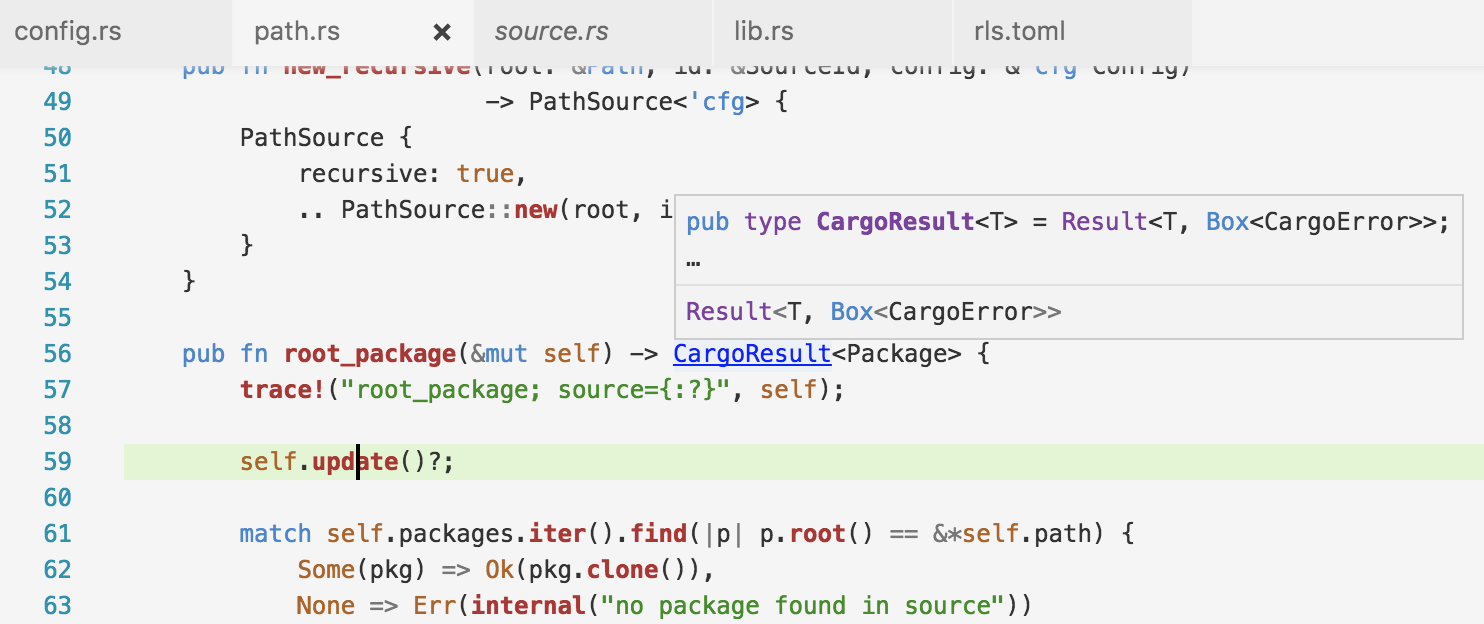 config.rs path.rs × source.rs lib.rs rls.toml
48 pub fn new_recursive(root: &Path, id: &SourceId, config: &'cfg Config)
49 -> PathSource<'cfg> {
50 PathSource {
51 recursive: true,
52 .. PathSource::new(root, i
pub type CargoResult<T> = Result<T, Box<CargoError>>;
…
53 }
54 }
Result<T, Box<CargoError>>
55
56 pub fn root_package(&mut self) -> CargoResult<Package> {
57 trace!("root_package; source={:?}", self);
58
59 self.update()?;
60
61 match self.packages.iter().find(|p| p.root() == &*self.path) {
62 Some(pkg) => Ok(pkg.clone()),
63 None => Err(internal("no package found in source"))